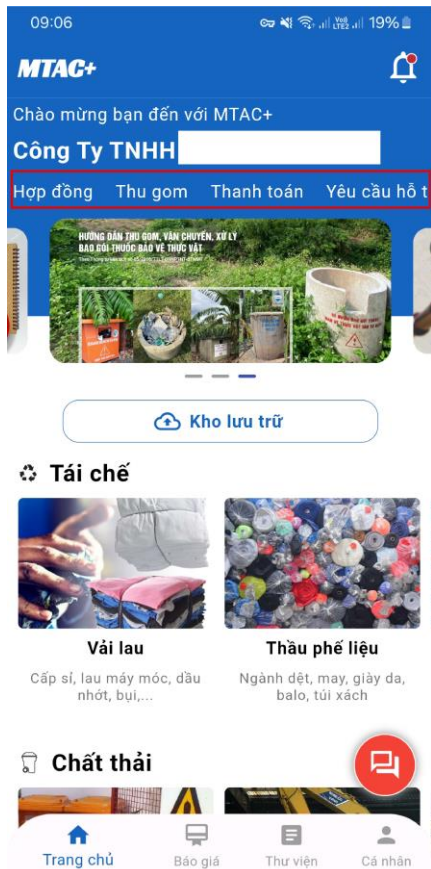 09:06
Vo))
LTE2
19%
MTAC+
Chào mừng bạn đến với MTAC+
Công Ty TNHH
Hợp đồng Thu gom Thanh toán Yêu cầu hỗ t
HƯỚNG DẪN THU GOM, VẬN CHUYỂN, XỬ LÝ
BAO GÓI THUỐC BẢO VỆ THỰC VẬT
Kho lưu trữ
Tái chế
Vải lau
Thầu phế liệu
Cấp sỉ, lau máy móc, dầu
nhớt, bụi,...
Ngành dệt, may, giày da,
balo, túi xách
Chất thải
Trang chủ Báo giá Thư viện Cá nhân